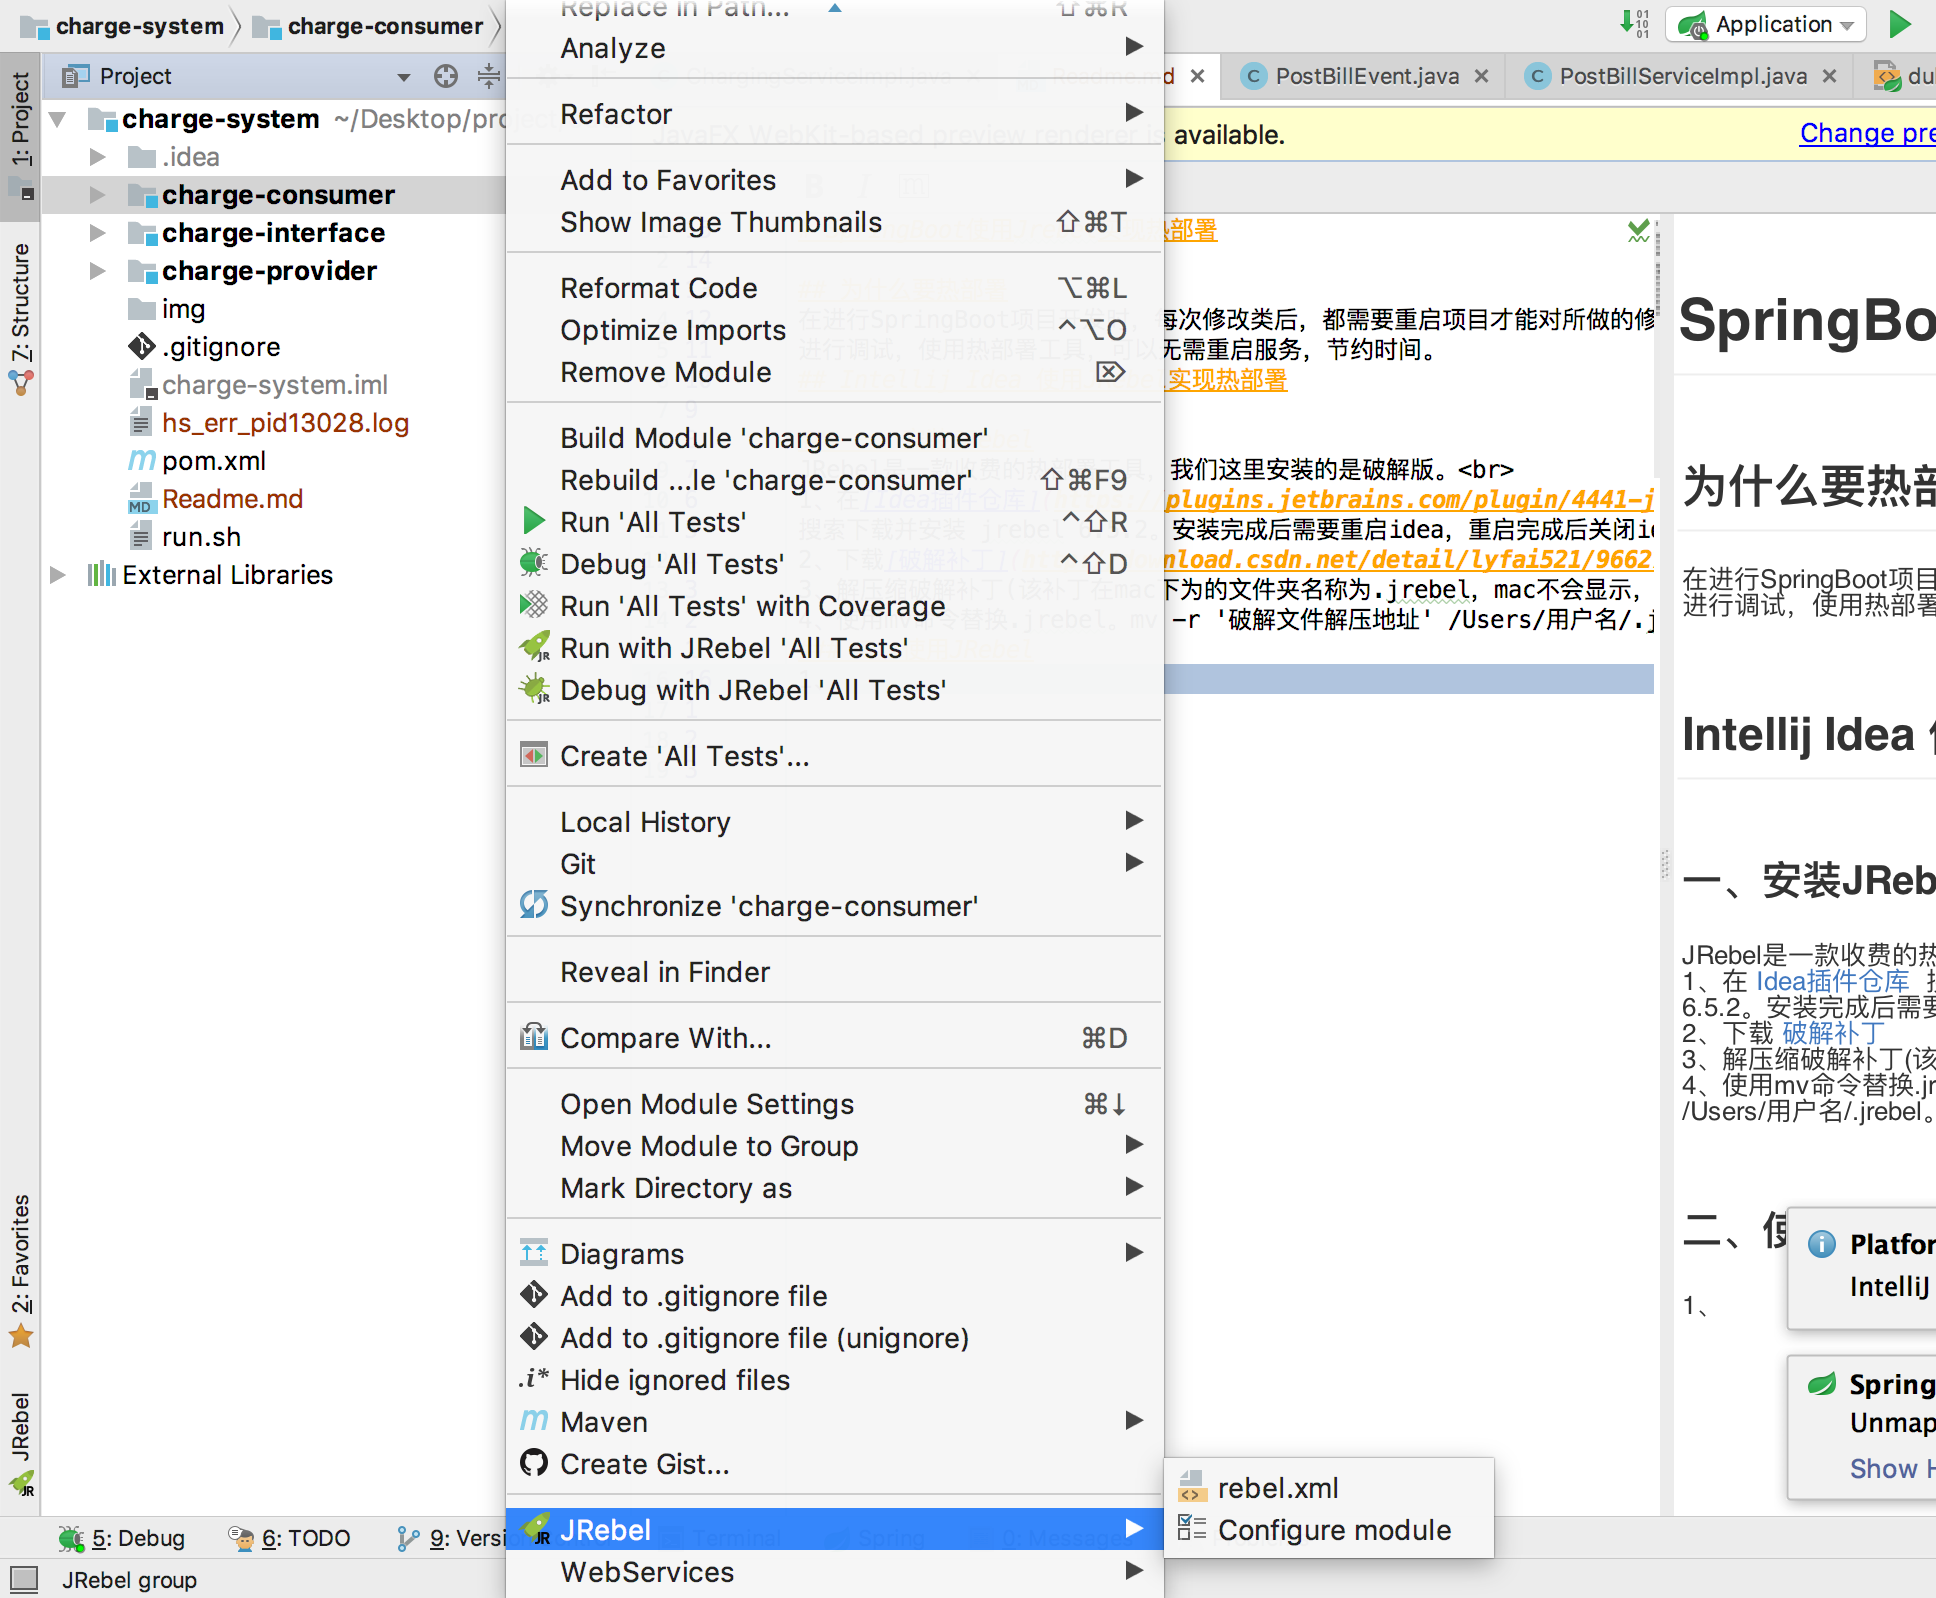 charge-system
charge-consumer
Application
1: Project
7: Structure
2: Favorites
JRebel
Project
charge-system ~/Desktop/proj
.idea
charge-consumer
charge-interface
charge-provider
img
.gitignore
charge-system.iml
hs_err_pid13028.log
pom.xml
Readme.md
run.sh
External Libraries
Replace in Path... ⇧⌘R
Analyze
Refactor
Add to Favorites
Show Image Thumbnails ⇧⌘T
Reformat Code ⌥⌘L
Optimize Imports ^⌥O
Remove Module ⌦
Build Module 'charge-consumer'
Rebuild ...le 'charge-consumer' ⇧⌘F9
Run 'All Tests' ^⇧R
Debug 'All Tests' ^⇧D
Run 'All Tests' with Coverage
Run with JRebel 'All Tests'
Debug with JRebel 'All Tests'
Create 'All Tests'...
Local History
Git
Synchronize 'charge-consumer'
Reveal in Finder
Compare With... ⌘D
Open Module Settings ⌘↓
Move Module to Group
Mark Directory as
Diagrams
Add to .gitignore file
Add to .gitignore file (unignore)
Hide ignored files
Maven
Create Gist...
JRebel
WebServices
rebel.xml
Configure module
d
PostBillEvent.java
PostBillServiceImpl.java
du
available.
Change pre
部署
每次修改类后，都需要重启项目才能对所做的修
无需重启服务，节约时间。
实现热部署
我们这里安装的是破解版。<br>
plugins.jetbrains.com/plugin/4441-j
安装完成后需要重启idea，重启完成后关闭id
nload.csdn.net/detail/lyfai521/9662
下为的文件夹名称为.jrebel，mac不会显示，
-r '破解文件解压地址' /Users/用户名/.j
SpringBo
为什么要热部
在进行SpringBoot项目
进行调试，使用热部署
Intellij Idea
一、安装JReb
JRebel是一款收费的热
1、在 Idea插件仓库
6.5.2。安装完成后需要
2、下载 破解补丁
3、解压缩破解补丁(该
4、使用mv命令替换.jr
/Users/用户名/.jrebel。
二、使
1、
Platfor
IntelliJ
Spring
Unmap
Show H
5: Debug
6: TODO
9: Versi
JRebel group